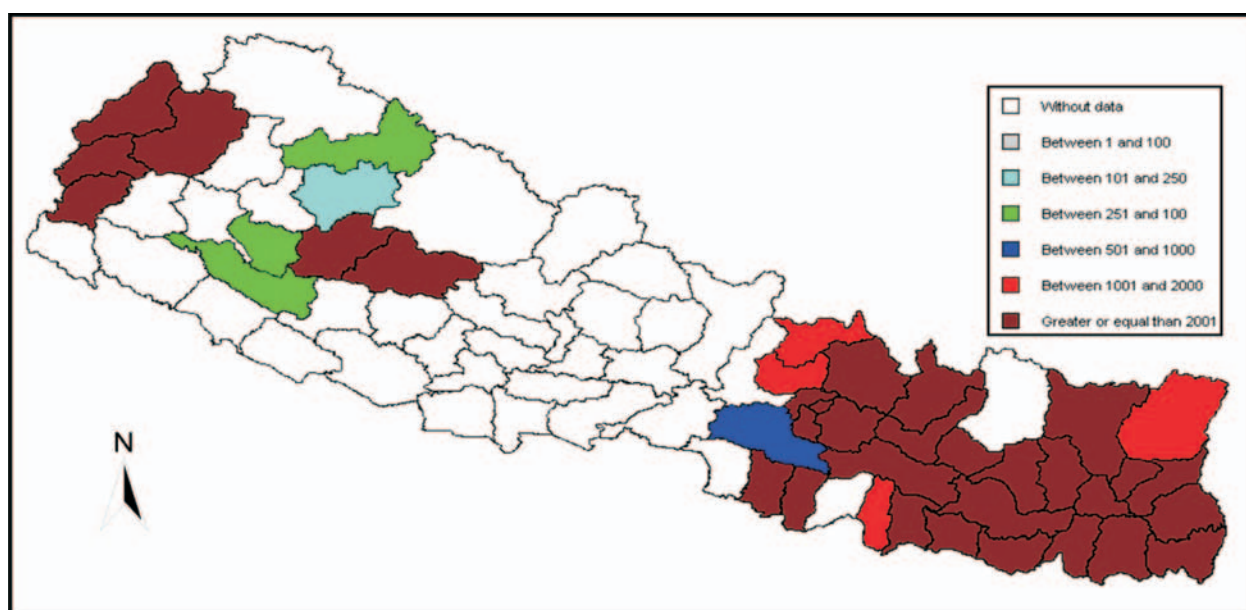 Without data
Between 1 and 100
Between 101 and 250
Between 251 and 100
Between 501 and 1000
Between 1001 and 2000
Greater or equal than 2001
N